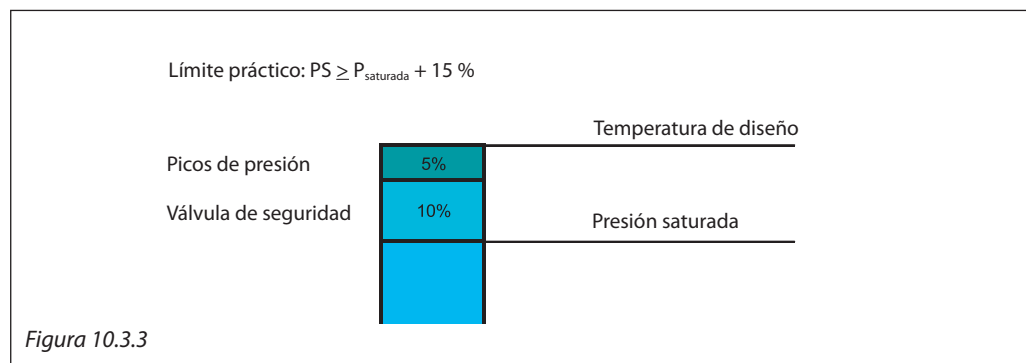 Límite práctico: PS ≥ Psaturada + 15 %
Temperatura de diseño
Picos de presión 5%
Válvula de seguridad 10%
Presión saturada
Figura 10.3.3